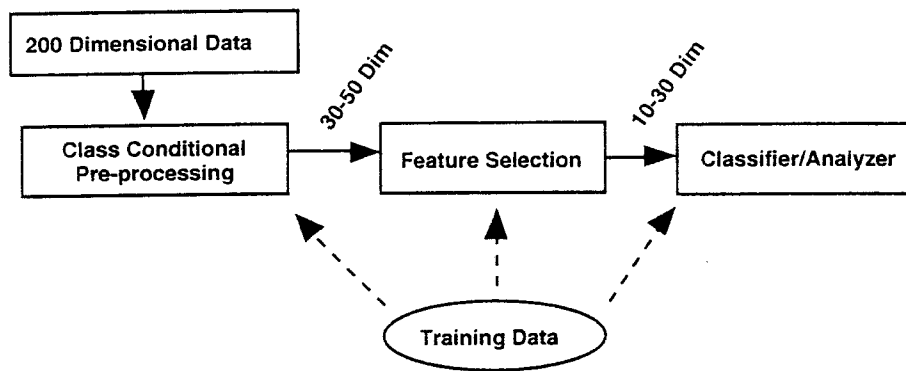 200 Dimensional Data
30-50 Dim
10-30 Dim
Class Conditional
Pre-processing
Feature Selection
Classifier/Analyzer
Training Data